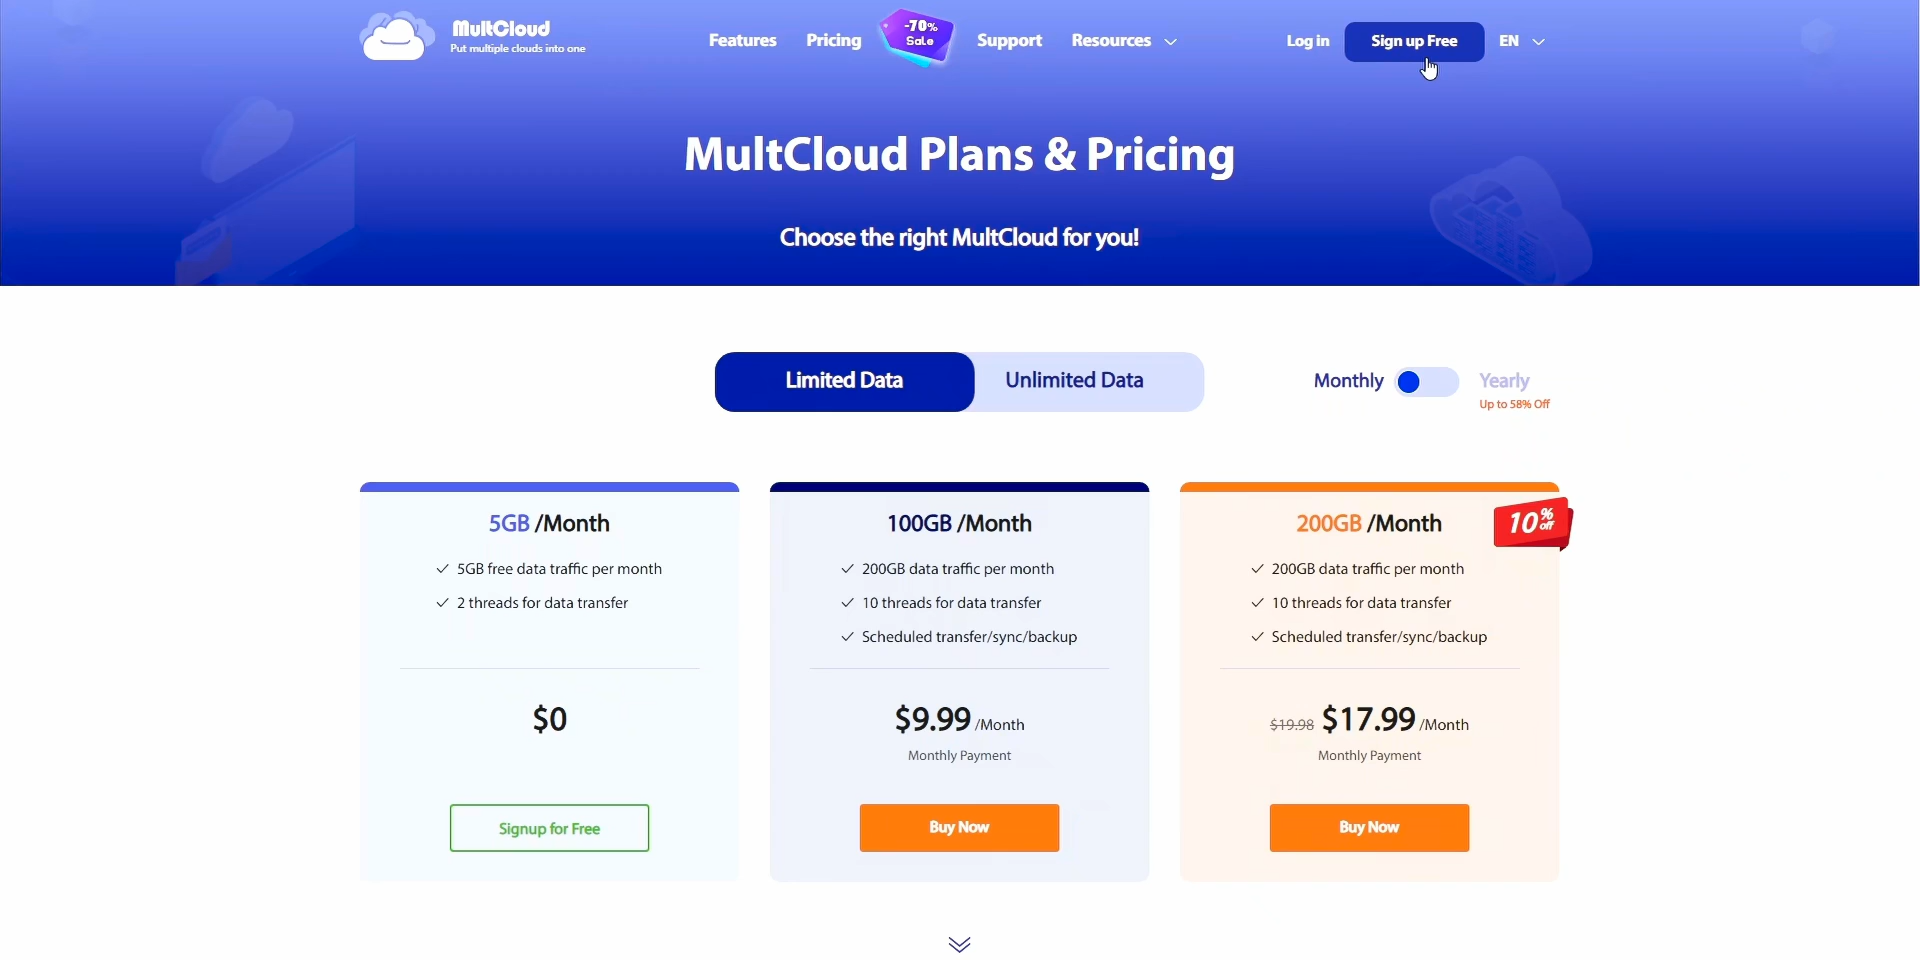 MultCloud
Put multiple clouds into one
Features
Pricing
-70%
Sale
Support
Resources
Log in
Sign up Free
EN
MultCloud Plans & Pricing
Choose the right MultCloud for you!
Limited Data
Unlimited Data
Monthly
Yearly
Up to 58% Off
5GB /Month
5GB free data traffic per month
2 threads for data transfer
$0
Signup for Free
100GB /Month
200GB data traffic per month
10 threads for data transfer
Scheduled transfer/sync/backup
$9.99 /Month
Monthly Payment
Buy Now
200GB /Month
10% off
200GB data traffic per month
10 threads for data transfer
Scheduled transfer/sync/backup
$19.98 $17.99 /Month
Monthly Payment
Buy Now